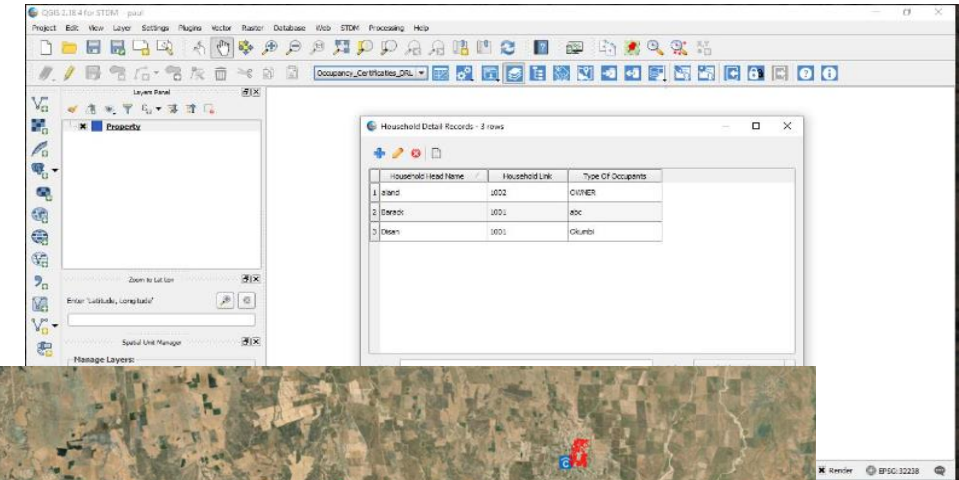 QGIS 2.18.4 for STDM - paul
Project Edit View Layer Settings Plugins Vector Raster Database Web STDM Processing Help
Occupancy_Certificates_DRL
Layers Panel
Property
Household Detail Records - 3 rows
Household Head Name Household Link Type Of Occupants
1 1002 OWNER
2 Barack 1001 abc
3 Disan 1001 Okumbi
Zoom to Lat Lon
Enter 'Latitude, Longitude'
Spatial Unit Manager
Manage Layers:
C
Render EPSG:32238